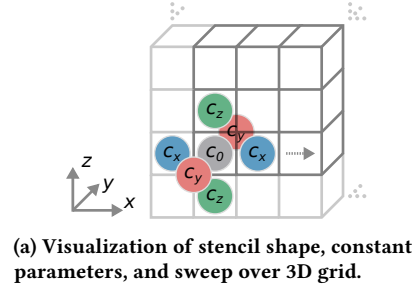 c_z
c_y
c_x c_0 c_x
c_y
c_z
z
y
x
(a) Visualization of stencil shape, constant
parameters, and sweep over 3D grid.